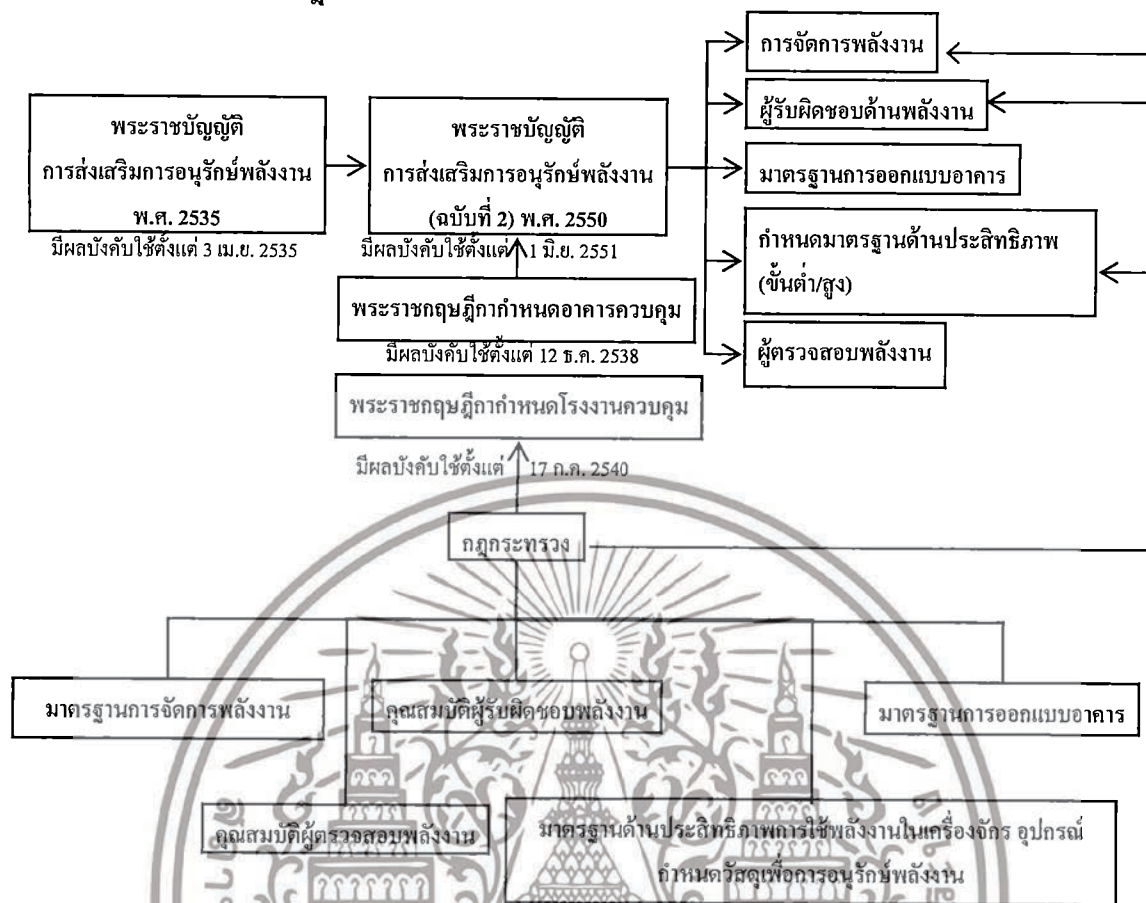 การจัดการพลังงาน
ผู้รับผิดชอบด้านพลังงาน
มาตรฐานการออกแบบอาคาร
กำหนดมาตรฐานด้านประสิทธิภาพ
(ขั้นต่ำ/สูง)
ผู้ตรวจสอบพลังงาน
พระราชบัญญัติ
การส่งเสริมการอนุรักษ์พลังงาน
พ.ศ. 2535
มีผลบังคับใช้ตั้งแต่ 3 เม.ย. 2535
พระราชบัญญัติ
การส่งเสริมการอนุรักษ์พลังงาน
(ฉบับที่ 2) พ.ศ. 2550
มีผลบังคับใช้ตั้งแต่ 1 มิ.ย. 2551
พระราชกฤษฎีกากำหนดอาคารควบคุม
มีผลบังคับใช้ตั้งแต่ 12 ธ.ค. 2538
พระราชกฤษฎีกากำหนดโรงงานควบคุม
มีผลบังคับใช้ตั้งแต่ 17 ก.ค. 2540
กฎกระทรวง
มาตรฐานการจัดการพลังงาน
คุณสมบัติผู้รับผิดชอบพลังงาน
มาตรฐานการออกแบบอาคาร
คุณสมบัติผู้ตรวจสอบพลังงาน
มาตรฐานด้านประสิทธิภาพการใช้พลังงานในเครื่องจักร อุปกรณ์
กำหนดวัสดุเพื่อการอนุรักษ์พลังงาน